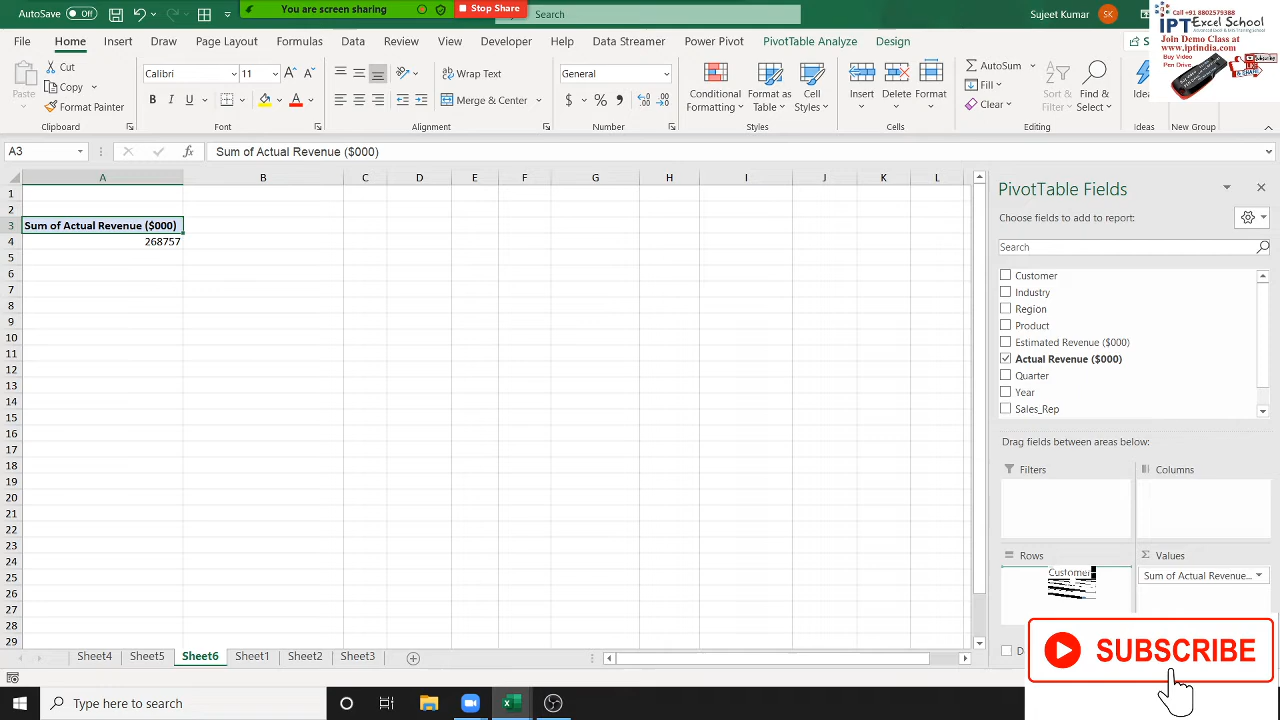 AutoSave Off
You are screen sharing
Stop Share
Search
Sujeet Kumar
SK
Call +91 8802579388
IPT Excel School
Join Demo Class at
www.iptindia.com
Buy Video
Pen Drive
File Home Insert Draw Page Layout Formulas Data Review View Developer Help Data Streamer Power Pivot PivotTable Analyze Design
Cut
Copy
Format Painter
Paste
Clipboard
Calibri 11
B I U
Font
Wrap Text
Merge & Center
Alignment
General
$ %
Number
Conditional Formatting
Format as Table
Cell Styles
Styles
Insert
Delete
Format
Cells
AutoSum
Fill
Clear
Sort & Filter
Find & Select
Editing
Ideas
Ideas
New Group
A3
fx
Sum of Actual Revenue ($000)
A B C D E F G H I J K L
1
2
3 Sum of Actual Revenue ($000)
4 268757
5
6
7
8
9
10
11
12
13
14
15
16
17
18
19
20
21
22
23
24
25
26
27
28
29
PivotTable Fields
Choose fields to add to report:
Search
Customer
Industry
Region
Product
Estimated Revenue ($000)
Actual Revenue ($000)
Quarter
Year
Sales_Rep
Drag fields between areas below:
Filters
Columns
Rows
Values
Customer
Sum of Actual Revenue...
SUBSCRIBE
Sheet4 Sheet5 Sheet6 Sheet1 Sheet2 Sheet3
Type here to search